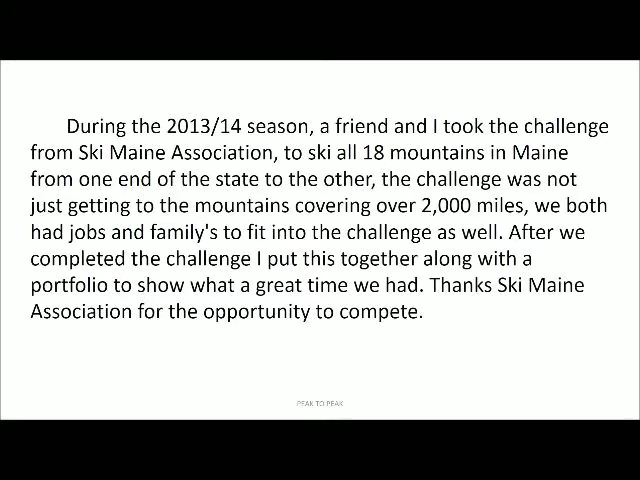 During the 2013/14 season, a friend and I took the challenge
from Ski Maine Association, to ski all 18 mountains in Maine
from one end of the state to the other, the challenge was not
just getting to the mountains covering over 2,000 miles, we both
had jobs and family's to fit into the challenge as well. After we
completed the challenge I put this together along with a
portfolio to show what a great time we had. Thanks Ski Maine
Association for the opportunity to compete.
PEAK TO PEAK